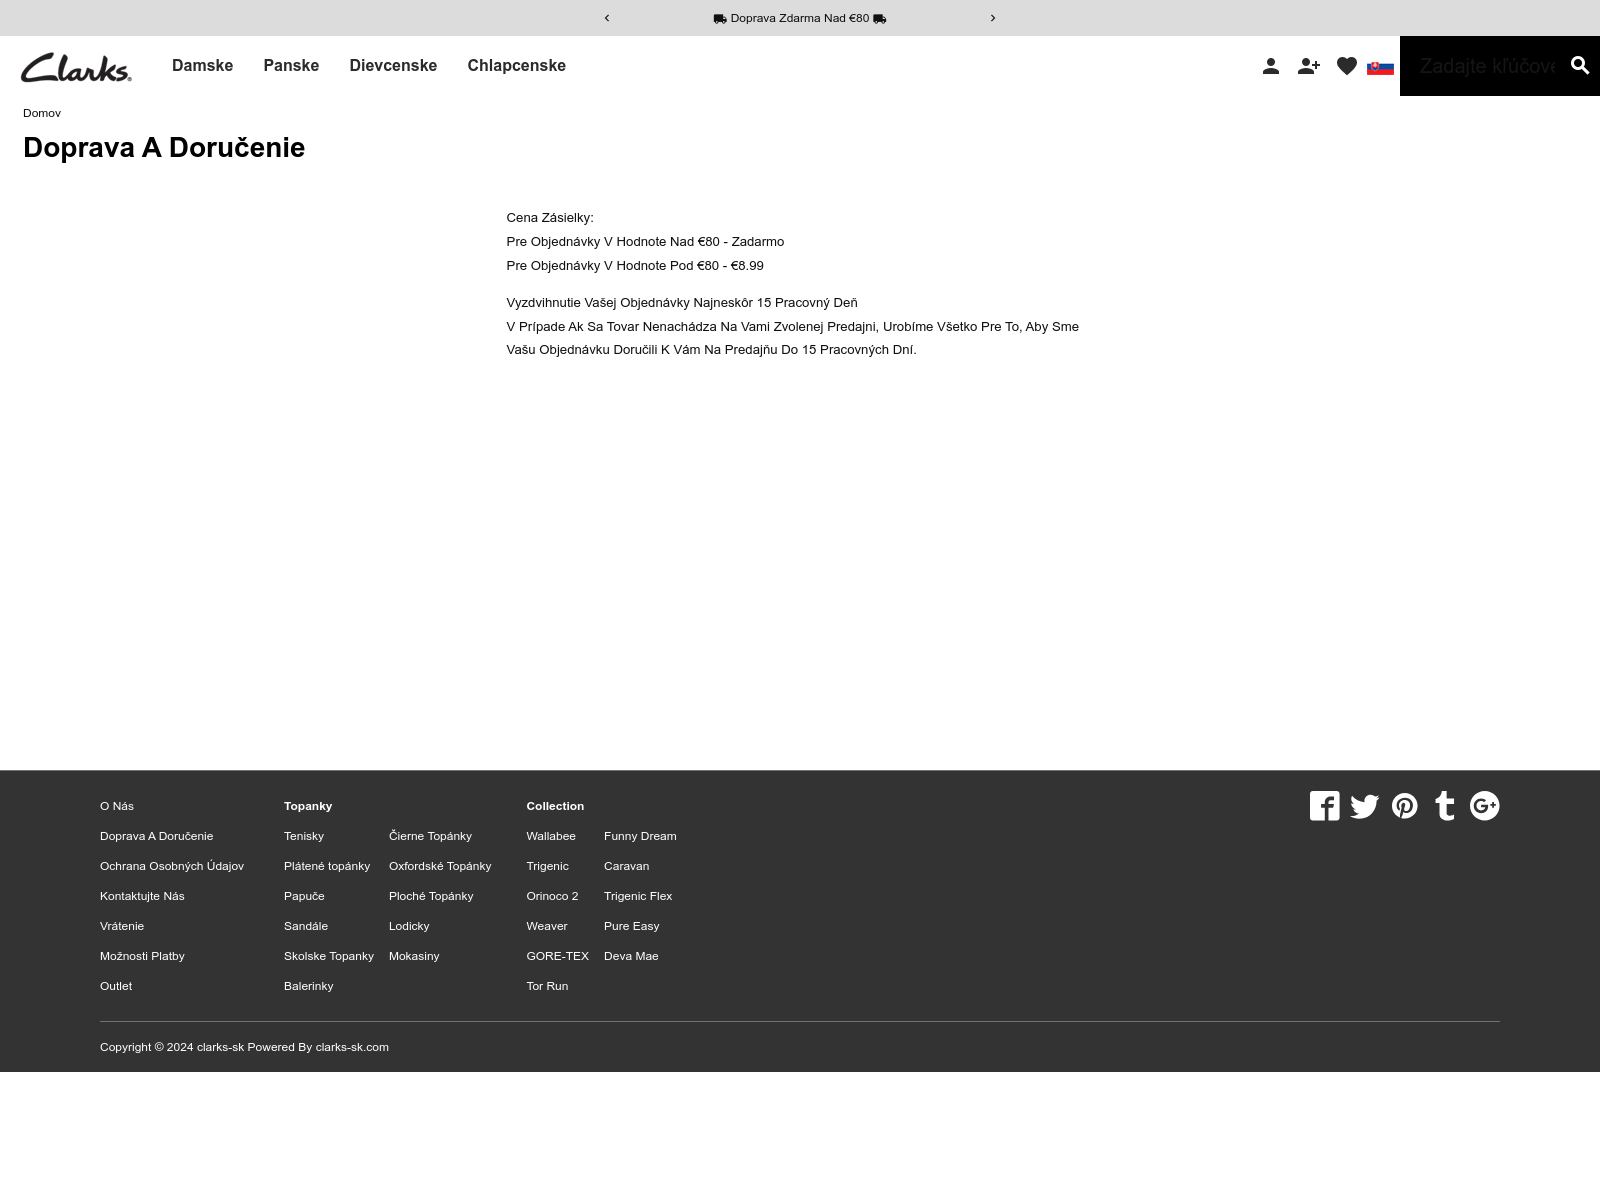 Doprava Zdarma Nad €80
Clarks.
Damske Panske Dievcenske Chlapcenske
Zadajte kľúčové
Domov
Doprava A Doručenie
Cena Zásielky:
Pre Objednávky V Hodnote Nad €80 - Zadarmo
Pre Objednávky V Hodnote Pod €80 - €8.99
Vyzdvihnutie Vašej Objednávky Najneskôr 15 Pracovný Deň
V Prípade Ak Sa Tovar Nenachádza Na Vami Zvolenej Predajni, Urobíme Všetko Pre To, Aby Sme
Vašu Objednávku Doručili K Vám Na Predajňu Do 15 Pracovných Dní.
O Nás
Doprava A Doručenie
Ochrana Osobných Údajov
Kontaktujte Nás
Vrátenie
Možnosti Platby
Outlet
Topanky
Tenisky
Plátené topánky
Papuče
Sandále
Skolske Topanky
Balerinky
Čierne Topánky
Oxfordské Topánky
Ploché Topánky
Lodicky
Mokasiny
Collection
Wallabee
Trigenic
Orinoco 2
Weaver
GORE-TEX
Tor Run
Funny Dream
Caravan
Trigenic Flex
Pure Easy
Deva Mae
Copyright © 2024 clarks-sk Powered By clarks-sk.com